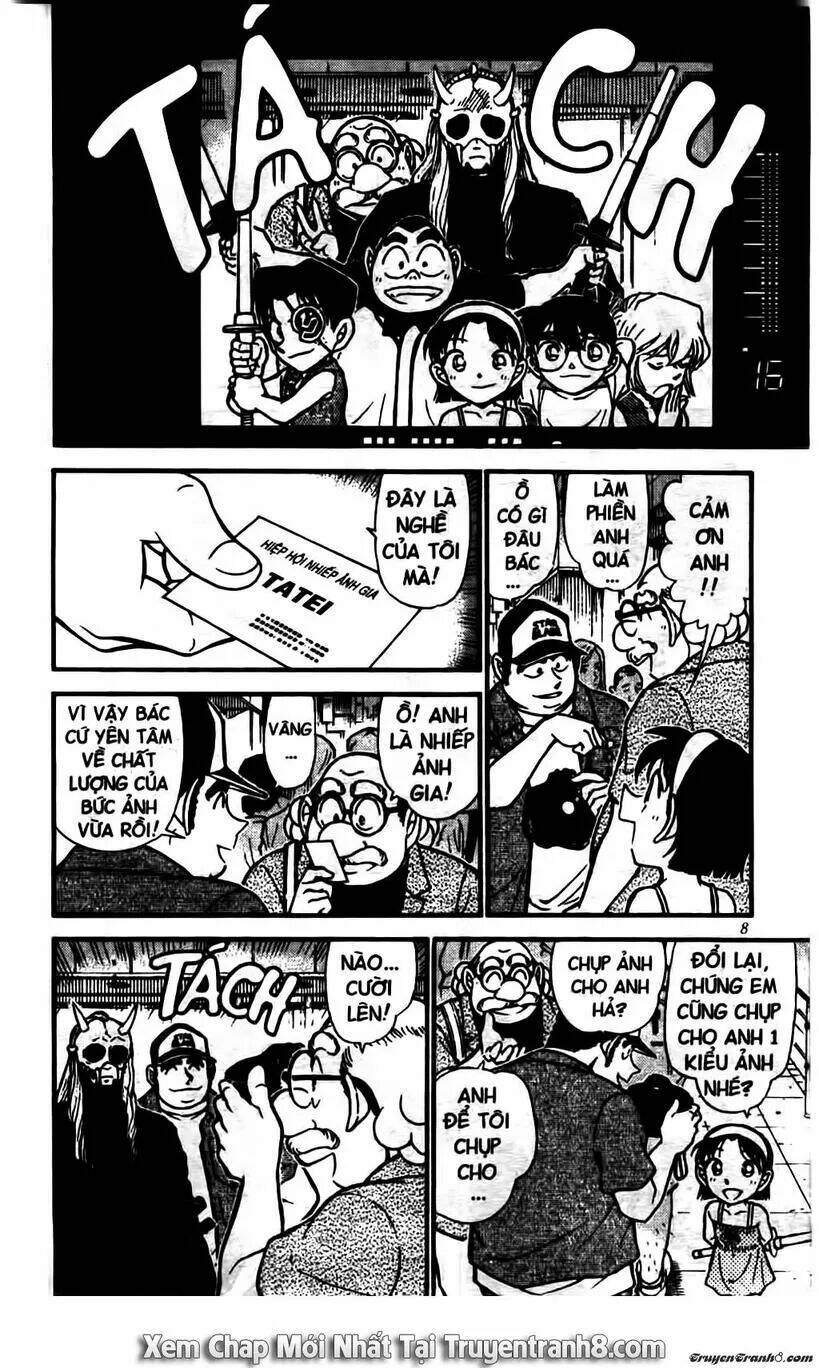 TÁCH
16
CẢM
ƠN
ANH
!!
LÀM
PHIỀN
ANH
QUÁ
...
Ồ
CÓ GÌ
ĐÂU
BÁC
...
ĐÂY LÀ
NGHỀ
CỦA TÔI
MÀ!
HIỆP HỘI NHIẾP ẢNH GIA
TATEI
Ồ! ANH
LÀ NHIẾP
ẢNH
GIA!
VÂNG
...
VÌ VẬY BÁC
CỨ YÊN TÂM
VỀ CHẤT
LƯỢNG CỦA
BỨC ẢNH
VỪA RỒI!
8
ĐỔI LẠI,
CHÚNG EM
CŨNG CHỤP
CHO ANH 1
KIỂU ẢNH
NHÉ?
CHỤP ẢNH
CHO ANH
HẢ?
ANH
ĐỂ TÔI
CHỤP
CHO
...
NÀO...
CƯỜI
LÊN!
TÁCH
Xem Chap Mới Nhất Tại Truyentranh8.com
TruyenTranh8.com